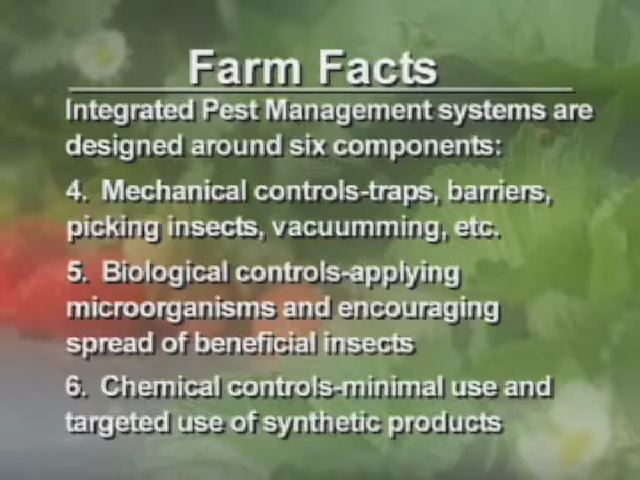 Farm Facts
Integrated Pest Management systems are
designed around six components:
4. Mechanical controls-traps, barriers,
picking insects, vacuumming, etc.
5. Biological controls-applying
microorganisms and encouraging
spread of beneficial insects
6. Chemical controls-minimal use and
targeted use of synthetic products